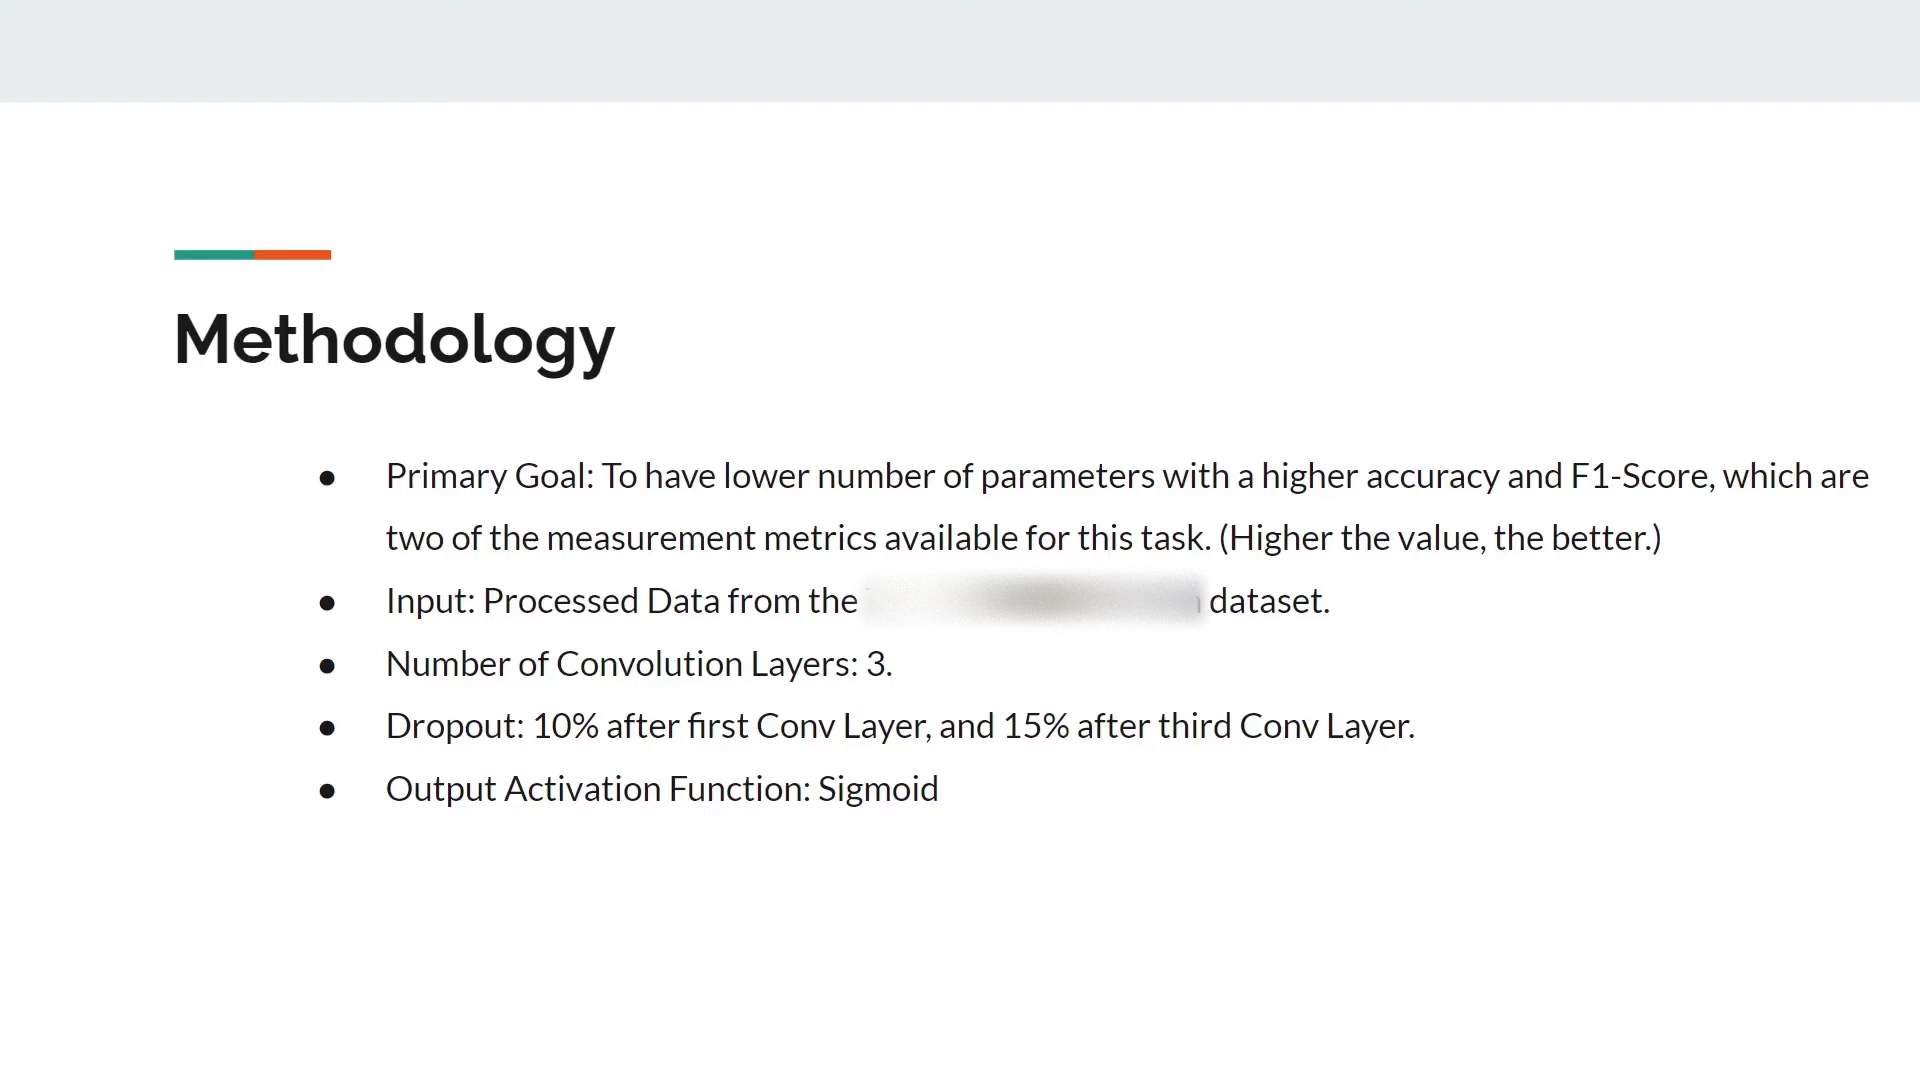 Methodology
● Primary Goal: To have lower number of parameters with a higher accuracy and F1-Score, which are
two of the measurement metrics available for this task. (Higher the value, the better.)
● Input: Processed Data from the dataset.
● Number of Convolution Layers: 3.
● Dropout: 10% after first Conv Layer, and 15% after third Conv Layer.
● Output Activation Function: Sigmoid